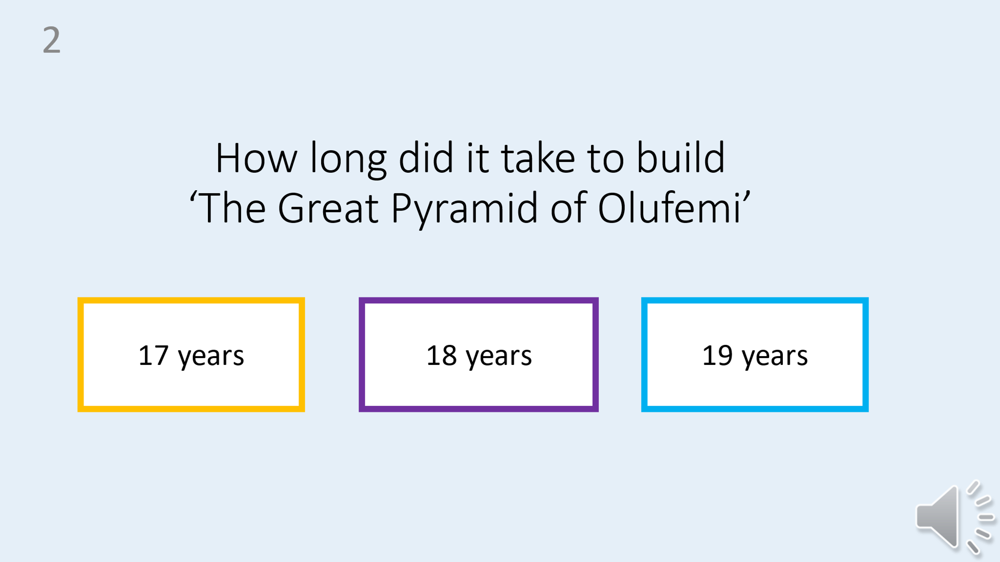 2
How long did it take to build
‘The Great Pyramid of Olufemi’
17 years
18 years
19 years